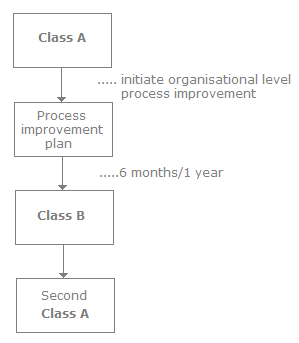 Class A
..... initiate organisational level
process improvement
Process
improvement
plan
.....6 months/1 year
Class B
Second
Class A